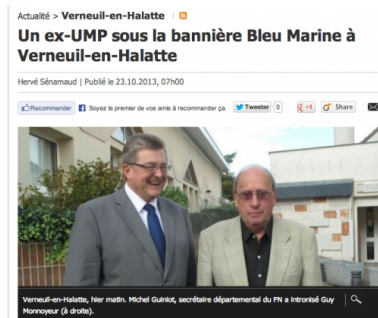 Actualité > Verneuil-en-Halatte
Un ex-UMP sous la bannière Bleu Marine à
Verneuil-en-Halatte
Hervé Sénamaud | Publié le 23.10.2013, 07h00
Recommander Soyez le premier de vos amis à recommander ça. Tweeter 0 +1 Share
Verneuil-en-Halatte, hier matin. Michel Guiniot, secrétaire départemental du FN a intronisé Guy
Monnoyeur (à droite).